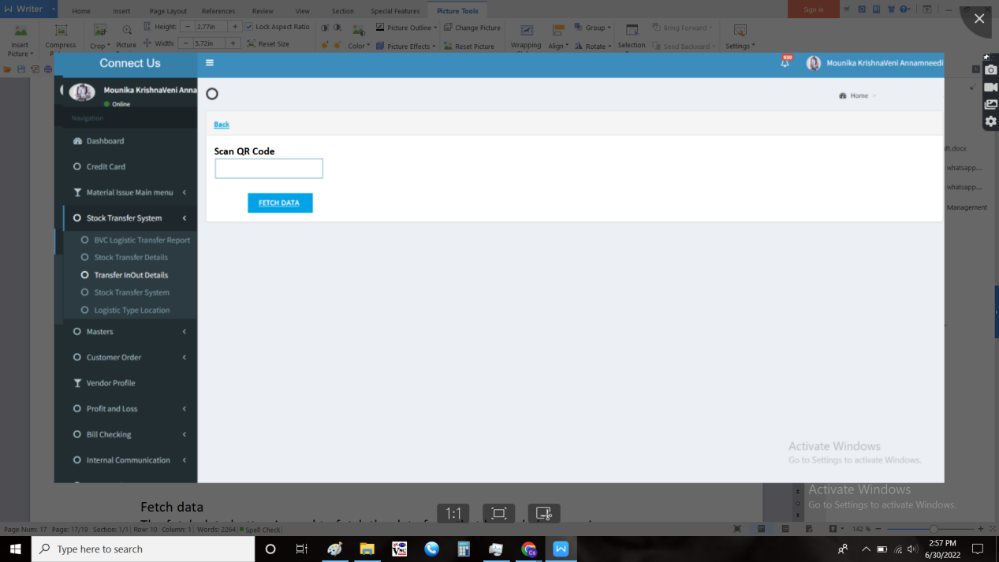 Writer
Home Insert Page Layout References Review View Section Special Features Picture Tools Sign in
Height: 2.77in Lock Aspect Ratio Picture Outline Change Picture Group Bring Forward
Width: 5.72in Reset Size
Insert Picture Compress Crop Picture Color Picture Effects Reset Picture Wrapping Align Rotate Selection Send Backward Settings
Connect Us
930
Mounika KrishnaVeni Annamneedi
Mounika KrishnaVeni Anna
Online
Home >
Navigation
Back
Dashboard
Scan QR Code
Credit Card
Material Issue Main menu
FETCH DATA
Stock Transfer System
BVC Logistic Transfer Report
Stock Transfer Details
Transfer InOut Details
Stock Transfer System
Logistic Type Location
Masters
Customer Order
Vendor Profile
Profit and Loss
Bill Checking
Internal Communication
ft.docx
whatsapp....
whatsapp....
Management
Activate Windows
Go to Settings to activate Windows.
Activate Windows
Go to Settings to activate Windows.
Fetch data
1:1
Page Num: 17 Page: 17/19 Section: 1/1 Row: 10 Column: 1 Words: 2264 Spell Check 142 %
Type here to search
VNC
Cs
2:57 PM
6/30/2022